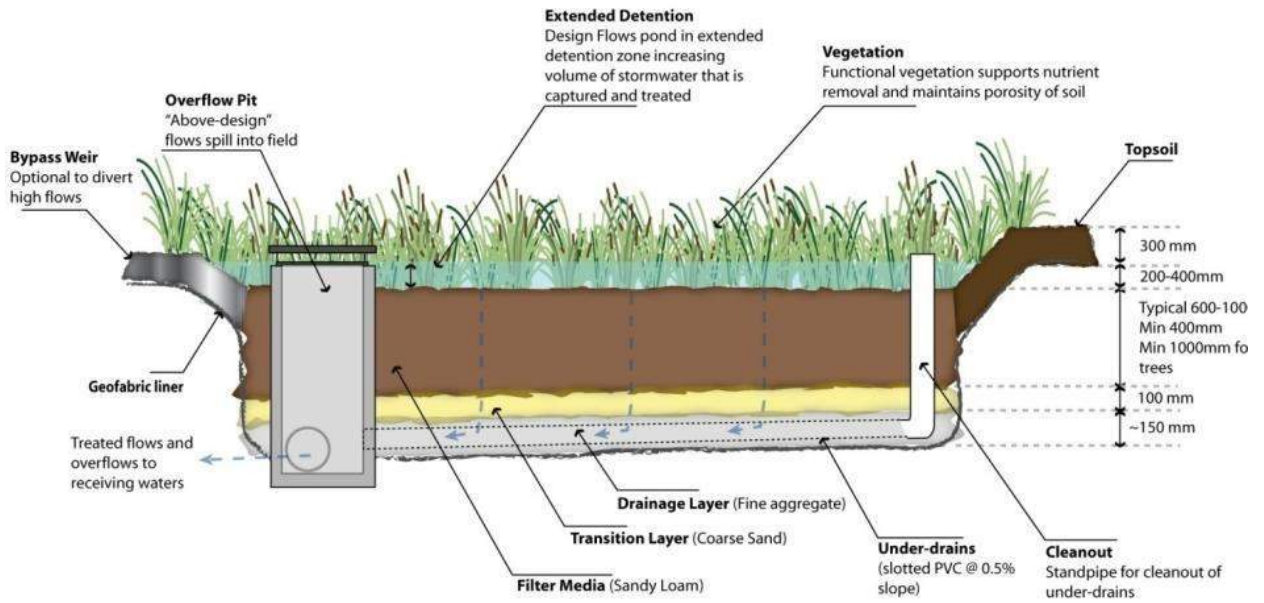 Extended Detention
Design Flows pond in extended
detention zone increasing
volume of stormwater that is
captured and treated
Vegetation
Functional vegetation supports nutrient
removal and maintains porosity of soil
Overflow Pit
"Above-design"
flows spill into field
Bypass Weir
Optional to divert
high flows
Topsoil
300 mm
200-400mm
Typical 600-100
Min 400mm
Min 1000mm fo
trees
100 mm
~150 mm
Geofabric liner
Treated flows and
overflows to
receiving waters
Drainage Layer (Fine aggregate)
Transition Layer (Coarse Sand)
Filter Media (Sandy Loam)
Under-drains
(slotted PVC @ 0.5%
slope)
Cleanout
Standpipe for cleanout of
under-drains